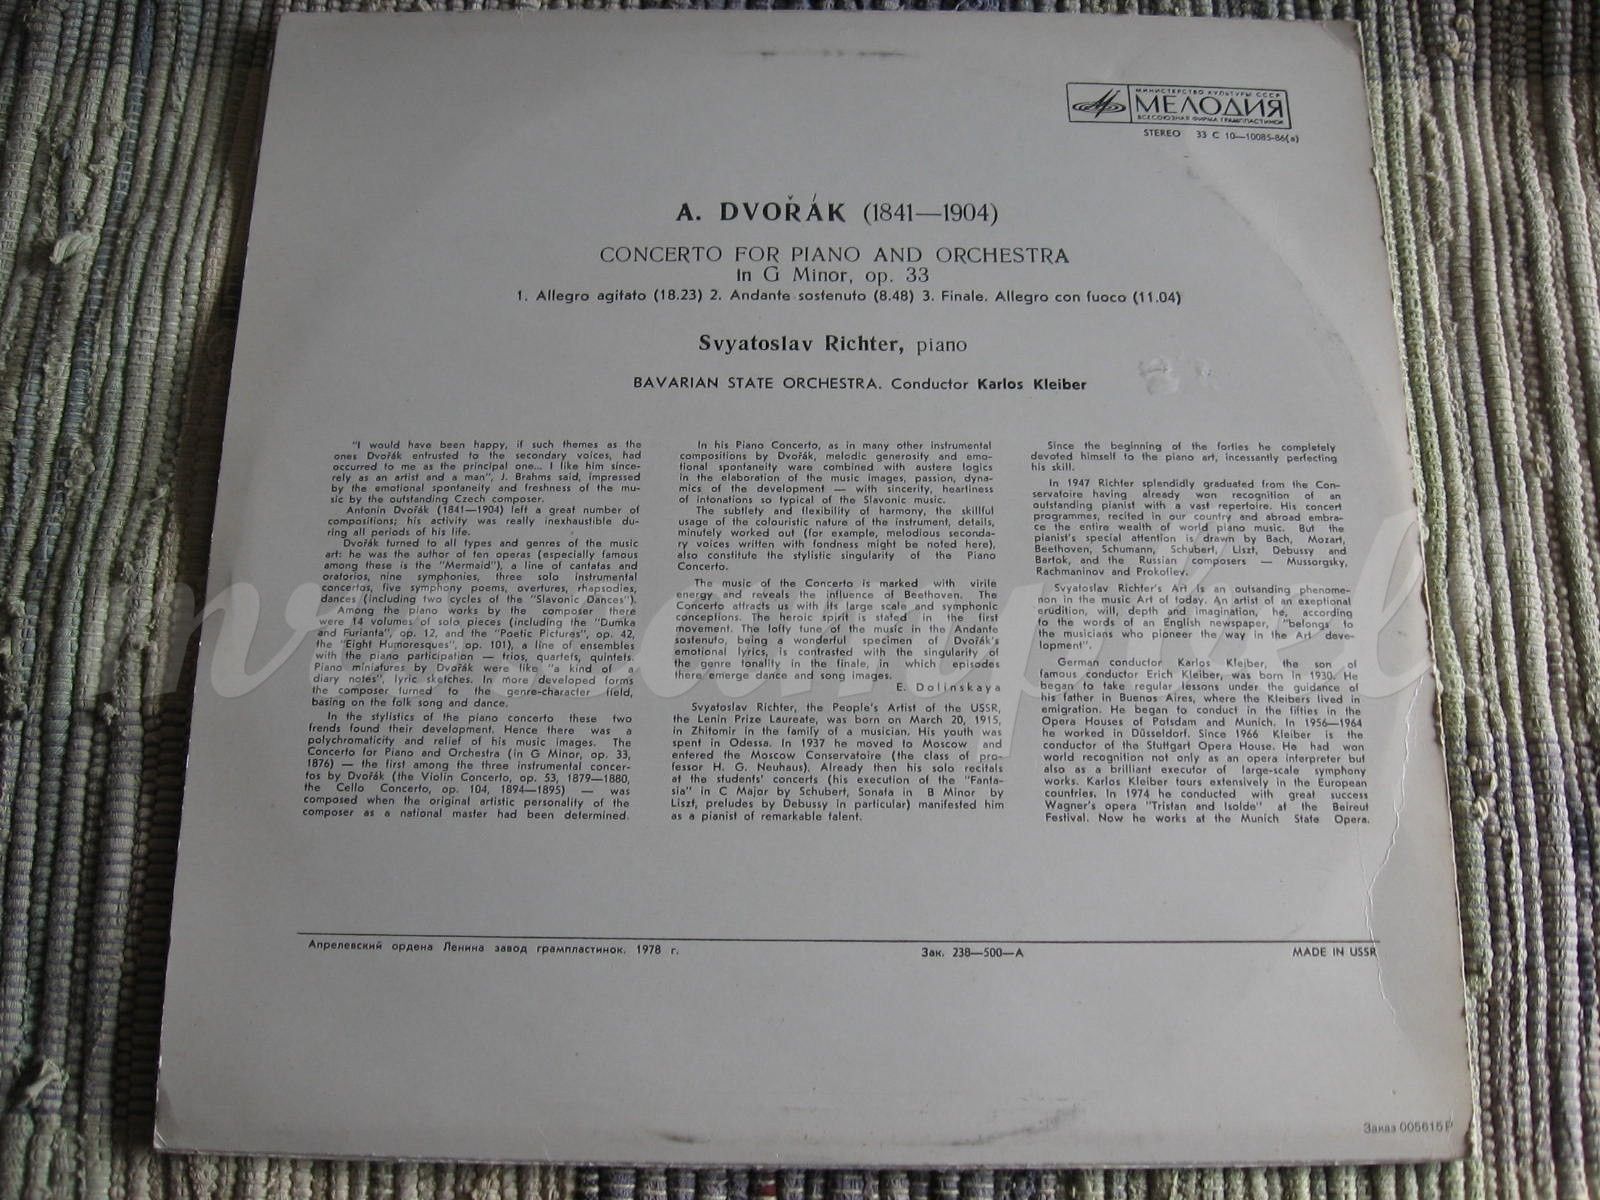 МИНИСТЕРСТВО КУЛЬТУРЫ СССР
МЕЛОДИЯ
ВСЕСОЮЗНАЯ ФИРМА ГРАМПЛАСТИНОК
STEREO 33 С 10—10085-86(а)
A. DVOŘÁK (1841—1904)
CONCERTO FOR PIANO AND ORCHESTRA
in G Minor, op. 33
1. Allegro agitato (18.23) 2. Andante sostenuto (8.48) 3. Finale. Allegro con fuoco (11.04)
Svyatoslav Richter, piano
BAVARIAN STATE ORCHESTRA. Conductor Karlos Kleiber
"I would have been happy, if such themes as the
ones Dvořák entrusted to the secondary voices, had
occurred to me as the principal one... I like him since-
rely as an artist and a man", J. Brahms said, impressed
by the emotional spontaneity and freshness of the mu-
sic by the outstanding Czech composer.
Antonín Dvořák (1841—1904) left a great number of
compositions; his activity was really inexhaustible du-
ring all periods of his life.
Dvořák turned to all types and genres of the music
art: he was the author of ten operas (especially famous
among these is the "Mermaid"), a line of cantatas and
oratorios, nine symphonies, three solo instrumental
concertos, five symphony poems, overtures, rhapsodies,
dances (including two cycles of the "Slavonic Dances").
Among the piano works by the composer there
were 14 volumes of solo pieces (including the "Dumka
and Furianta", op. 12, and the "Poetic Pictures", op. 42,
the "Eight Humoresques", op. 101), a line of ensembles
with the piano participation — trios, quartets, quintets.
Piano miniatures by Dvořák were like "a kind of a
diary notes", lyric sketches. In more developed forms
the composer turned to the genre-character field,
basing on the folk song and dance.
In the stylistics of the piano concerto these two
trends found their development. Hence there was a
polychromaticity and relief of his music images. The
Concerto for Piano and Orchestra (in G Minor, op. 33,
1876) — the first among the three instrumental concer-
tos by Dvořák (the Violin Concerto, op. 53, 1879—1880,
the Cello Concerto, op. 104, 1894—1895) — was
composed when the original artistic personality of the
composer as a national master had been determined.
In his Piano Concerto, as in many other instrumental
compositions by Dvořák, melodic generosity and emo-
tional spontaneity ware combined with austere logics
in the elaboration of the music images, passion, dyna-
mics of the development — with sincerity, heartiness
of intonations so typical of the Slavonic music.
The subtlety and flexibility of harmony, the skillful
usage of the colouristic nature of the instrument, details,
minutely worked out (for example, melodious seconda-
ry voices written with fondness might be noted here),
also constitute the stylistic singularity of the Piano
Concerto.
The music of the Concerto is marked with virile
energy and reveals the influence of Beethoven. The
Concerto attracts us with its large scale and symphonic
conceptions. The heroic spirit is stated in the first
movement. The lofty tune of the music in the Andante
sostenuto, being a wonderful specimen of Dvořák's
emotional lyrics, is contrasted with the singularity of
the genre tonality in the finale, in which episodes
there emerge dance and song images.
E. Dolinskaya
Svyatoslav Richter, the People's Artist of the USSR,
the Lenin Prize Laureate, was born on March 20, 1915,
in Zhitomir in the family of a musician. His youth was
spent in Odessa. In 1937 he moved to Moscow and
entered the Moscow Conservatoire (the class of pro-
fessor H. G. Neuhaus). Already then his solo recitals
at the students' concerts (his execution of the "Fanta-
sia" in C Major by Schubert, Sonata in B Minor by
Liszt, preludes by Debussy in particular) manifested him
as a pianist of remarkable talent.
Since the beginning of the forties he completely
devoted himself to the piano art, incessantly perfecting
his skill.
In 1947 Richter splendidly graduated from the Con-
servatoire having already won recognition of an
outstanding pianist with a vast repertoire. His concert
programmes, recited in our country and abroad embra-
ce the entire wealth of world piano music. But the
pianist's special attention is drawn by Bach, Mozart,
Beethoven, Schumann, Schubert, Liszt, Debussy and
Bartok, and the Russian composers — Mussorgsky,
Rachmaninov and Prokofiev.
Svyatoslav Richter's Art is an outsanding phenome-
non in the music Art of today. An artist of an exeptional
erudition, will, depth and imagination, he, according
to the words of an English newspaper, "belongs to
the musicians who pioneer the way in the Art deve-
lopment".
German conductor Karlos Kleiber, the son of
famous conductor Erich Kleiber, was born in 1930. He
began to take regular lessons under the guidance of
his father in Buenos Aires, where the Kleibers lived in
emigration. He began to conduct in the fifties in the
Opera Houses of Potsdam and Munich. In 1956—1964
he worked in Düsseldorf. Since 1966 Kleiber is the
conductor of the Stuttgart Opera House. He had won
world recognition not only as an opera interpreter but
also as a brilliant executor of large-scale symphony
works. Karlos Kleiber tours extensively in the European
countries. In 1974 he conducted with great success
Wagner's opera "Tristan and Isolde" at the Beireut
Festival. Now he works at the Munich State Opera.
Апрелевский ордена Ленина завод грампластинок. 1978 г.
Зак. 238—500—А
MADE IN USSR
Заказ 005615Р